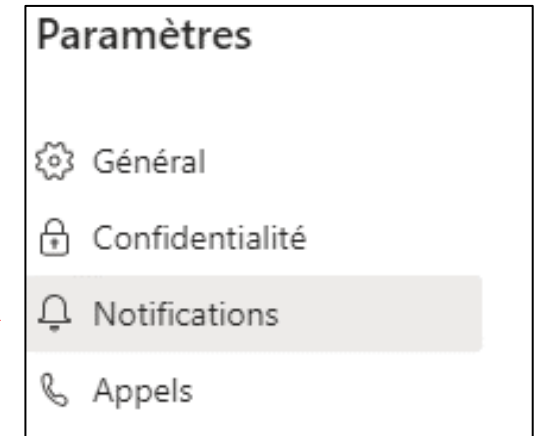 Paramètres
Général
Confidentialité
Notifications
Appels